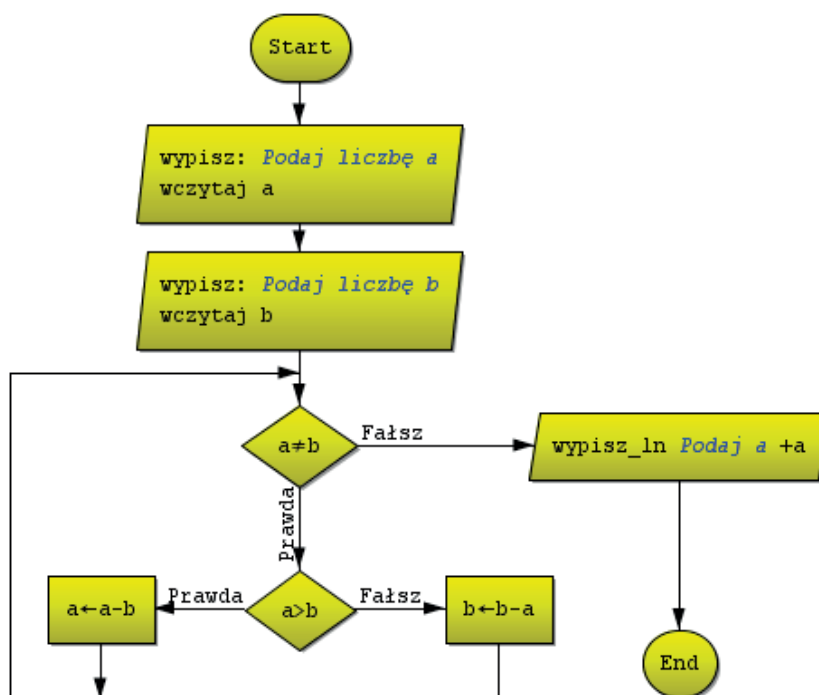 Start
wypisz: Podaj liczbę a
wczytaj a
wypisz: Podaj liczbę b
wczytaj b
a≠b
Fałsz
wypisz_ln Podaj a +a
Prawda
a←a-b
Prawda
a>b
Fałsz
b←b-a
End